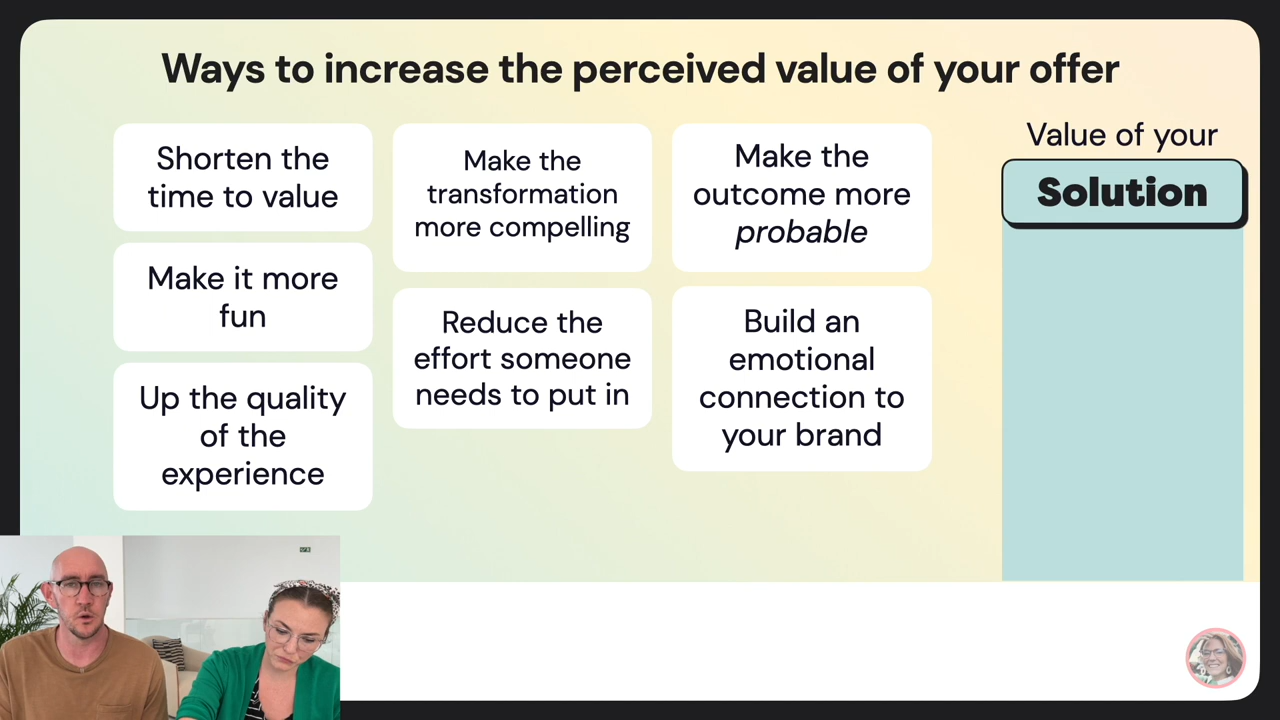 Ways to increase the perceived value of your offer
Shorten the
time to value
Make it more
fun
Up the quality
of the
experience
Make the
transformation
more compelling
Reduce the
effort someone
needs to put in
Make the
outcome more
probable
Build an
emotional
connection to
your brand
Value of your
Solution